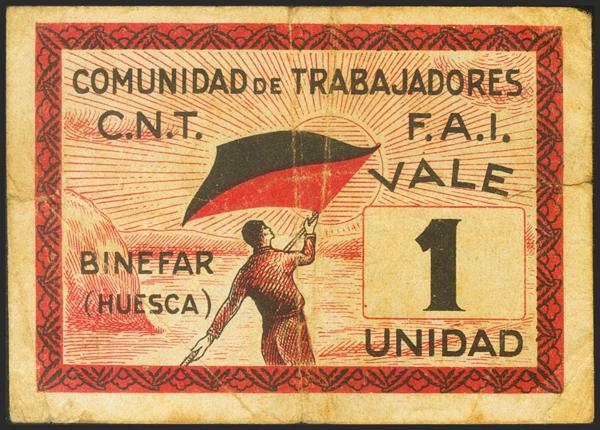 COMUNIDAD DE TRABAJADORES
C.N.T. F.A.I.
VALE
1
UNIDAD
BINEFAR
(HUESCA)